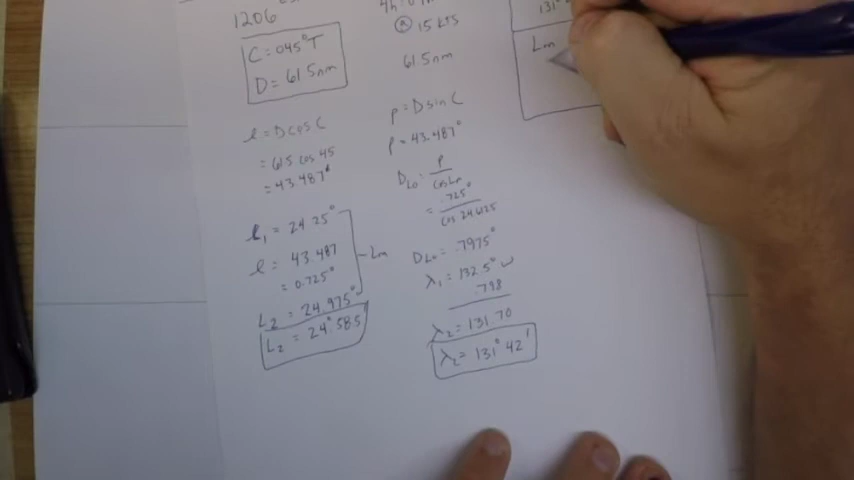 1206
C = 045°T
D = 61.5nm
l = D cos C
= 61.5 cos 45
= 43.487'
L1 = 24.25°
l = 43.487
= 0.725°
L2 = 24.975°
L2 = 24° 58.5'
Lm
@ 15 KTS
61.5nm
p = D sin C
p = 43.487'
DLo = p
cos Lm
= .725°
cos 24.6125
DLo = .7975°
λ1 = 132.5° W
.798
λ2 = 131.70
λ2 = 131° 42'
Lm